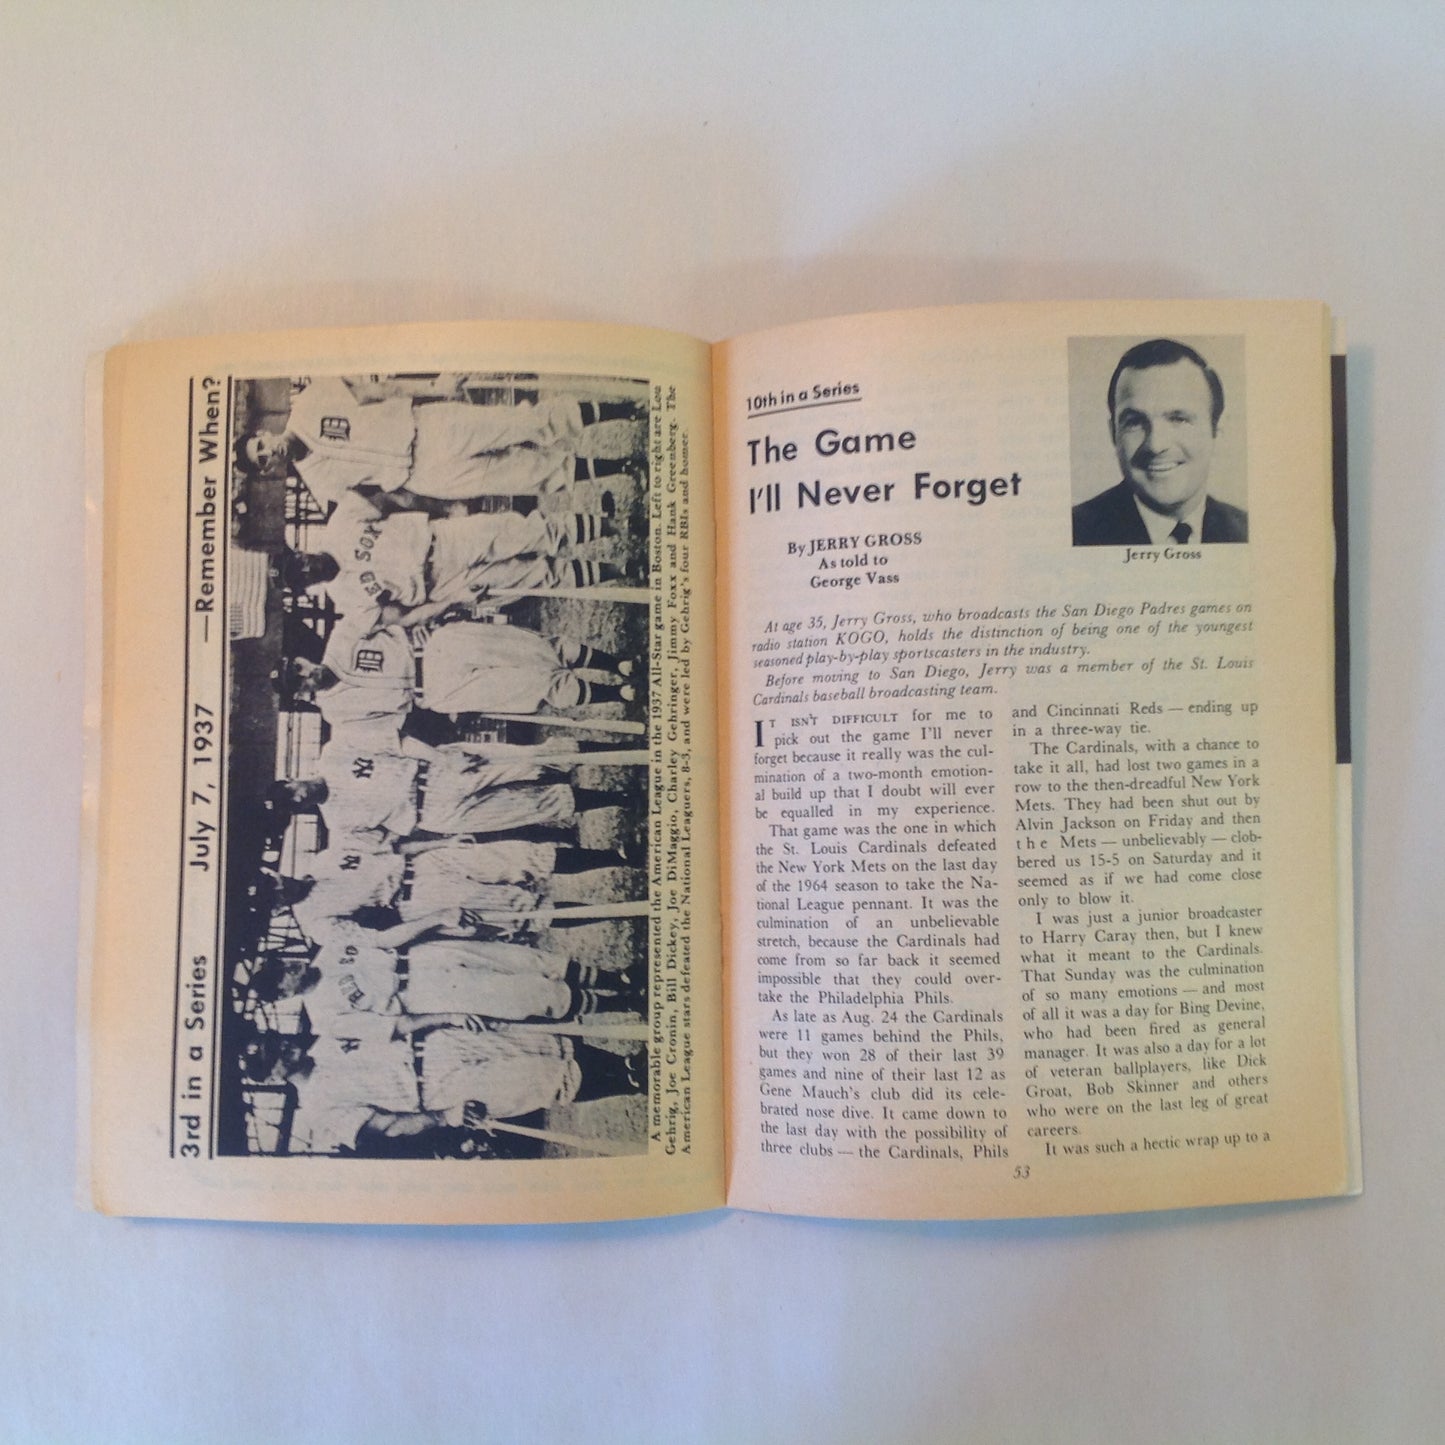 3rd in a Series July 7, 1937 —Remember When?
D
RED SOX
D
NY
NY
RED SO
A memorable group represented the American League in the 1937 All-Star game in Boston. Left to right are Lou
Gehrig, Joe Cronin, Bill Dickey, Joe DiMaggio, Charley Gehringer, Jimmy Foxx and Hank Greenberg. The
American League stars defeated the National Leaguers, 8-3, and were led by Gehrig's four RBIs and homer.
10th in a Series
The Game
I'll Never Forget
By JERRY GROSS
As told to
George Vass
Jerry Gross
At age 35, Jerry Gross, who broadcasts the San Diego Padres games on
radio station KOGO, holds the distinction of being one of the youngest
seasoned play-by-play sportscasters in the industry.
Before moving to San Diego, Jerry was a member of the St. Louis
Cardinals baseball broadcasting team.
IT ISN'T DIFFICULT for me to
pick out the game I'll never
forget because it really was the cul-
mination of a two-month emotion-
al build up that I doubt will ever
be equalled in my experience.
That game was the one in which
the St. Louis Cardinals defeated
the New York Mets on the last day
of the 1964 season to take the Na-
tional League pennant. It was the
culmination of an unbelievable
stretch, because the Cardinals had
come from so far back it seemed
impossible that they could over-
take the Philadelphia Phils.
As late as Aug. 24 the Cardinals
were 11 games behind the Phils,
but they won 28 of their last 39
games and nine of their last 12 as
Gene Mauch's club did its cele-
brated nose dive. It came down to
the last day with the possibility of
three clubs — the Cardinals, Phils
and Cincinnati Reds — ending up
in a three-way tie.
The Cardinals, with a chance to
take it all, had lost two games in a
row to the then-dreadful New York
Mets. They had been shut out by
Alvin Jackson on Friday and then
the Mets — unbelievably — clob-
bered us 15-5 on Saturday and it
seemed as if we had come close
only to blow it.
I was just a junior broadcaster
to Harry Caray then, but I knew
what it meant to the Cardinals.
That Sunday was the culmination
of so many emotions — and most
of all it was a day for Bing Devine,
who had been fired as general
manager. It was also a day for a lot
of veteran ballplayers, like Dick
Groat, Bob Skinner and others
who were on the last leg of great
careers.
It was such a hectic wrap up to a
53